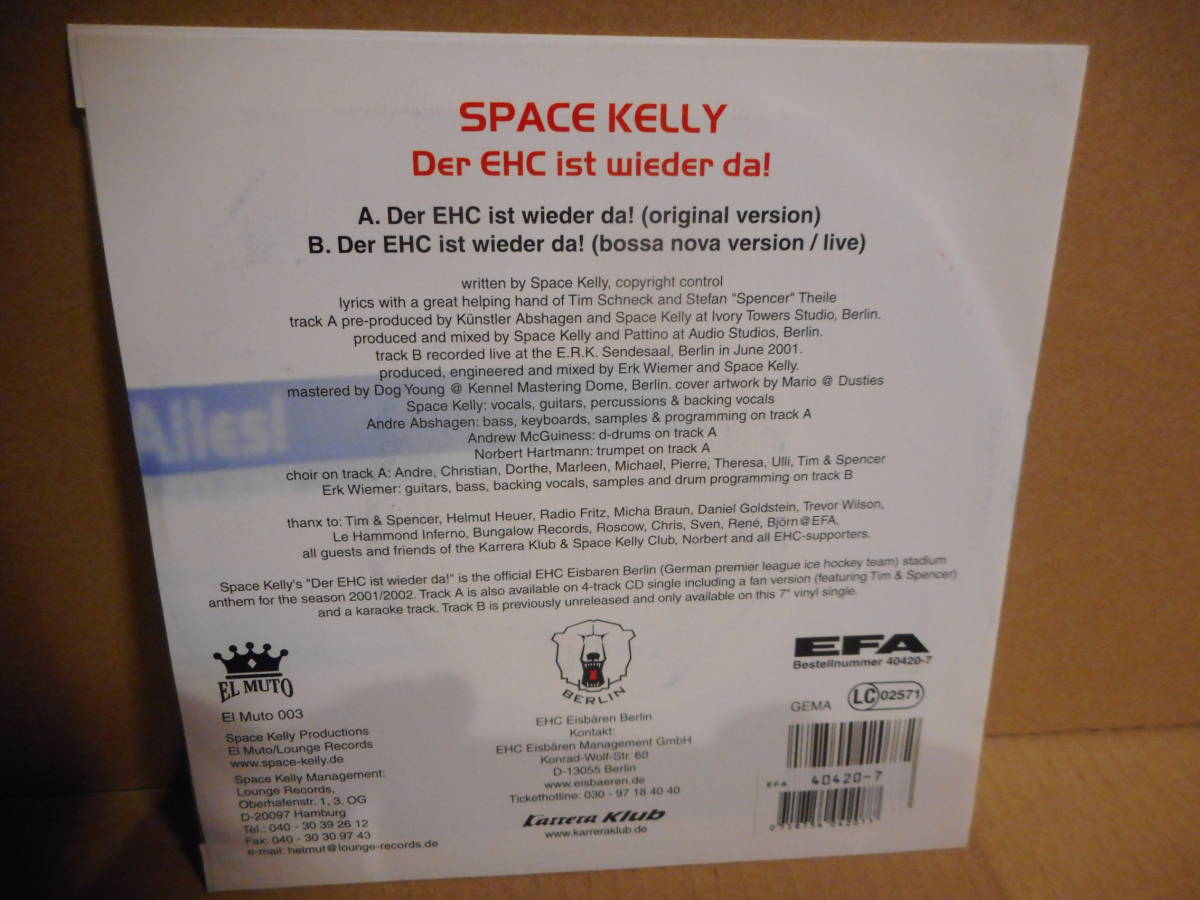 SPACE KELLY
Der EHC ist wieder da!
A. Der EHC ist wieder da! (original version)
B. Der EHC ist wieder da! (bossa nova version / live)
written by Space Kelly, copyright control
lyrics with a great helping hand of Tim Schneck and Stefan "Spencer" Theile
track A pre-produced by Künstler Abshagen and Space Kelly at Ivory Towers Studio, Berlin.
produced and mixed by Space Kelly and Pattino at Audio Studios, Berlin.
track B recorded live at the E.R.K. Sendesaal, Berlin in June 2001.
produced, engineered and mixed by Erk Wiemer and Space Kelly.
mastered by Dog Young @ Kennel Mastering Dome, Berlin. cover artwork by Mario @ Dusties
Space Kelly: vocals, guitars, percussions & backing vocals
Andre Abshagen: bass, keyboards, samples & programming on track A
Andrew McGuiness: d-drums on track A
Norbert Hartmann: trumpet on track A
choir on track A: Andre, Christian, Dorthe, Marleen, Michael, Pierre, Theresa, Ulli, Tim & Spencer
Erk Wiemer: guitars, bass, backing vocals, samples and drum programming on track B
Alles!
thanx to: Tim & Spencer, Helmut Heuer, Radio Fritz, Micha Braun, Daniel Goldstein, Trevor Wilson,
Le Hammond Inferno, Bungalow Records, Roscow, Chris, Sven, René, Björn@EFA,
all guests and friends of the Karrera Klub & Space Kelly Club, Norbert and all EHC-supporters.
Space Kelly's "Der EHC ist wieder da!" is the official EHC Eisbaren Berlin (German premier league ice hockey team) stadium
anthem for the season 2001/2002. Track A is also available on 4-track CD single including a fan version (featuring Tim & Spencer)
and a karaoke track. Track B is previously unreleased and only available on this 7" vinyl single.
EL MUTO
El Muto 003
Space Kelly Productions
El Muto/Lounge Records
www.space-kelly.de
Space Kelly Management:
Lounge Records,
Oberhafenstr. 1, 3. OG
D-20097 Hamburg
Tel.: 040 - 30 39 26 12
Fax: 040 - 30 30 97 43
e-mail: helmut@lounge-records.de
BERLIN
EHC Eisbären Berlin
Kontakt:
EHC Eisbären Management GmbH
Konrad-Wolf-Str. 60
D-13055 Berlin
www.eisbaeren.de
Tickethotline: 030 - 97 18 40 40
Karrera Klub
www.karreraklub.de
EFA
Bestellnummer 40420-7
GEMA
LC 02571
EFA 40420-7